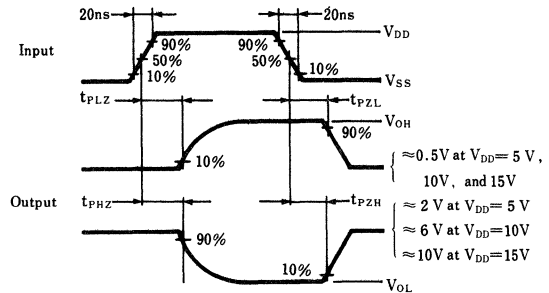 20ns
20ns
Input
90%
50%
10%
90%
50%
10%
VDD
VSS
tPLZ
tPZL
VOH
90%
10%
≈0.5V at VDD= 5 V,
10V, and 15V
Output
tPHZ
tPZH
≈ 2 V at VDD= 5 V
≈ 6 V at VDD= 10V
≈10V at VDD= 15V
90%
10%
VOL